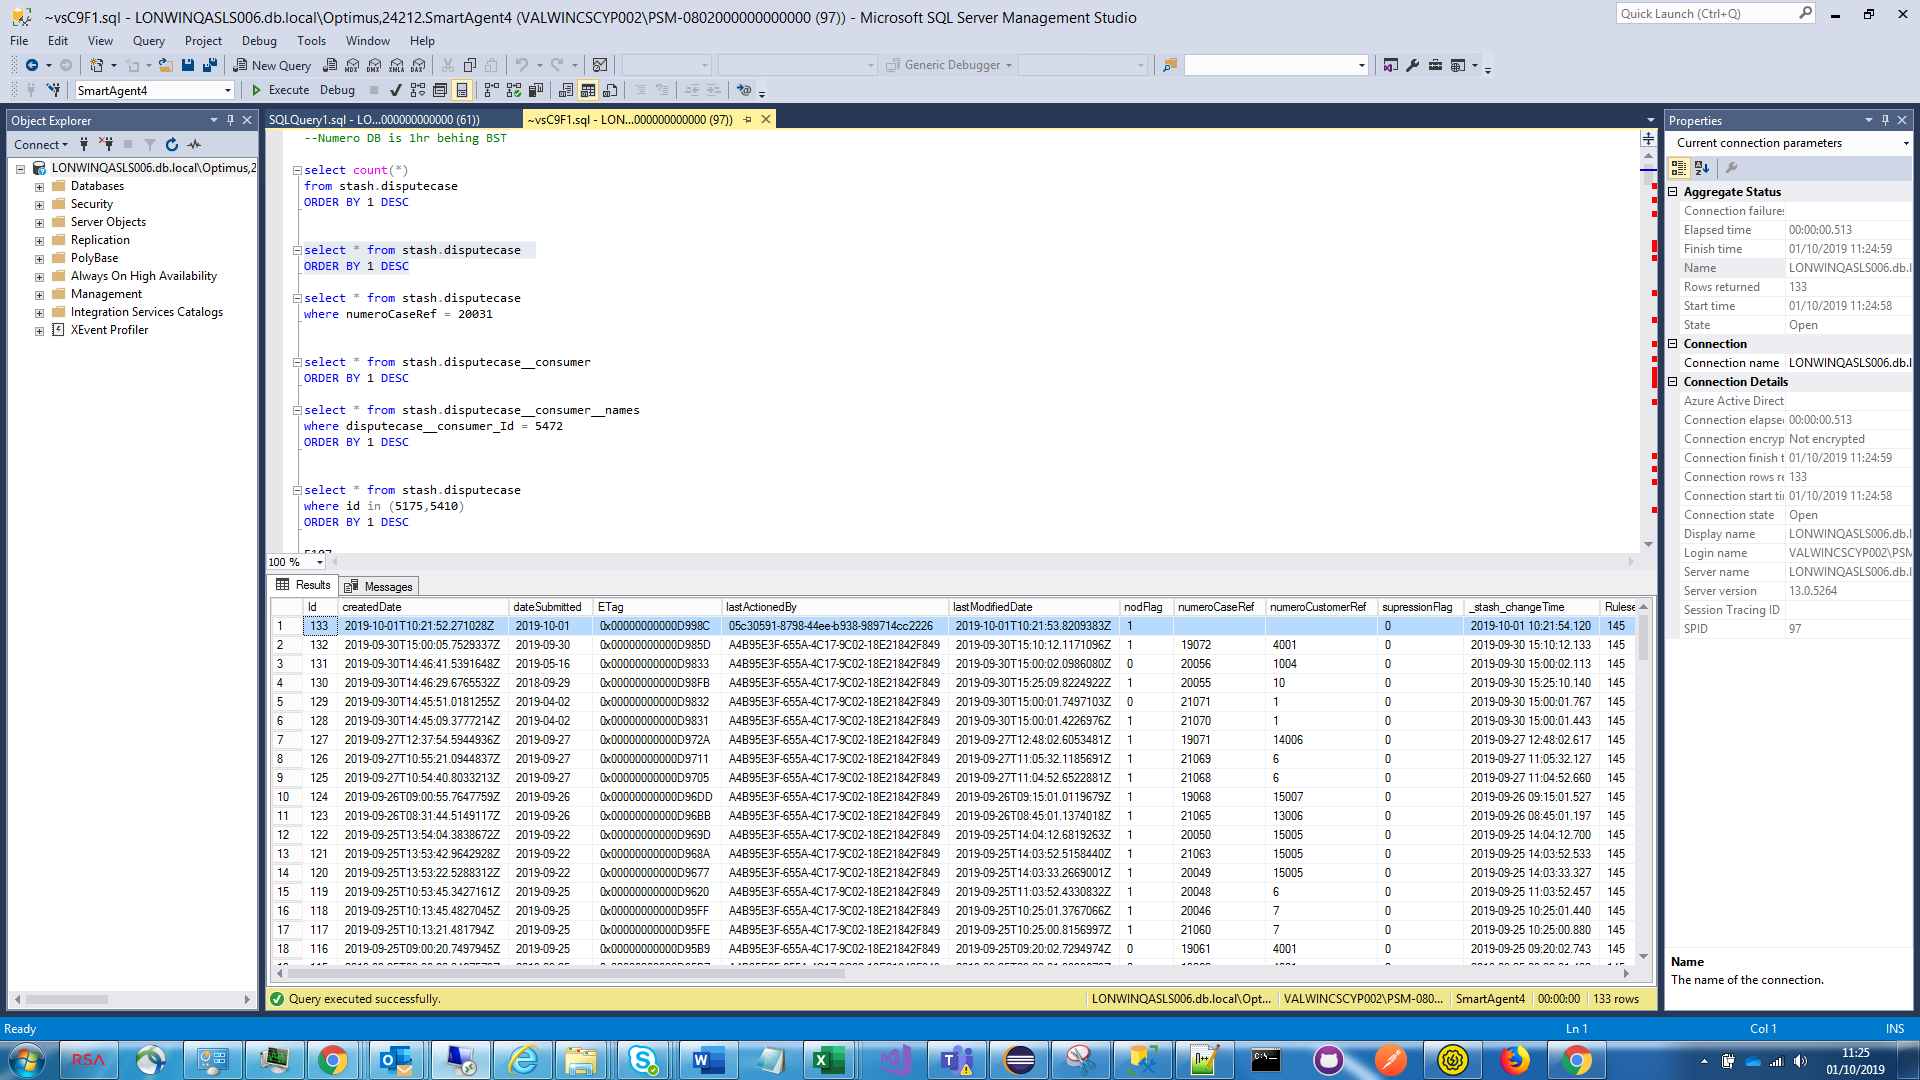 ~vsC9F1.sql - LONWINQASLS006.db.local\Optimus,24212.SmartAgent4 (VALWINCSCYP002\PSM-0802000000000000 (97)) - Microsoft SQL Server Management Studio
Quick Launch (Ctrl+Q)
File Edit View Query Project Debug Tools Window Help
New Query MDX DMX XMLA DAX Generic Debugger
SmartAgent4 Execute Debug
Object Explorer
Connect
LONWINQASLS006.db.local\Optimus,2
Databases
Security
Server Objects
Replication
PolyBase
Always On High Availability
Management
Integration Services Catalogs
XEvent Profiler
SQLQuery1.sql - LO...000000000000 (61))
~vsC9F1.sql - LON...000000000 (97))
--Numero DB is 1hr behing BST
select count(*)
from stash.disputecase
ORDER BY 1 DESC
select * from stash.disputecase
ORDER BY 1 DESC
select * from stash.disputecase
where numeroCaseRef = 20031
select * from stash.disputecase__consumer
ORDER BY 1 DESC
select * from stash.disputecase__consumer__names
where disputecase__consumer_Id = 5472
ORDER BY 1 DESC
select * from stash.disputecase
where id in (5175,5410)
ORDER BY 1 DESC
100 %
Results Messages
Id createdDate dateSubmitted ETag lastActionedBy lastModifiedDate nodFlag numeroCaseRef numeroCustomerRef supressionFlag _stash_changeTime Rulese
1 133 2019-10-01T10:21:52.271028Z 2019-10-01 0x00000000000D998C 05c30591-8798-44ee-b938-989714cc2226 2019-10-01T10:21:53.8209383Z 1 0 2019-10-01 10:21:54.120 145
2 132 2019-09-30T15:00:05.7529337Z 2019-09-30 0x00000000000D985D A4B95E3F-655A-4C17-9C02-18E21842F849 2019-09-30T15:10:12.1171096Z 1 19072 4001 0 2019-09-30 15:10:12.133 145
3 131 2019-09-30T14:46:41.5391648Z 2019-05-16 0x00000000000D9833 A4B95E3F-655A-4C17-9C02-18E21842F849 2019-09-30T15:00:02.0986080Z 0 20056 1004 0 2019-09-30 15:00:02.113 145
4 130 2019-09-30T14:46:29.6765532Z 2018-09-29 0x00000000000D98FB A4B95E3F-655A-4C17-9C02-18E21842F849 2019-09-30T15:25:09.8224922Z 1 20055 10 0 2019-09-30 15:25:10.140 145
5 129 2019-09-30T14:45:51.0181255Z 2019-04-02 0x00000000000D9832 A4B95E3F-655A-4C17-9C02-18E21842F849 2019-09-30T15:00:01.7497103Z 0 21071 1 0 2019-09-30 15:00:01.767 145
6 128 2019-09-30T14:45:09.3777214Z 2019-04-02 0x00000000000D9831 A4B95E3F-655A-4C17-9C02-18E21842F849 2019-09-30T15:00:01.4226976Z 1 21070 1 0 2019-09-30 15:00:01.443 145
7 127 2019-09-27T12:37:54.5944936Z 2019-09-27 0x00000000000D972A A4B95E3F-655A-4C17-9C02-18E21842F849 2019-09-27T12:48:02.6053481Z 1 19071 14006 0 2019-09-27 12:48:02.617 145
8 126 2019-09-27T10:55:21.0944837Z 2019-09-27 0x00000000000D9711 A4B95E3F-655A-4C17-9C02-18E21842F849 2019-09-27T11:05:32.1185691Z 1 21069 6 0 2019-09-27 11:05:32.127 145
9 125 2019-09-27T10:54:40.8033213Z 2019-09-27 0x00000000000D9705 A4B95E3F-655A-4C17-9C02-18E21842F849 2019-09-27T11:04:52.6522881Z 1 21068 6 0 2019-09-27 11:04:52.660 145
10 124 2019-09-26T09:00:55.7647759Z 2019-09-26 0x00000000000D96DD A4B95E3F-655A-4C17-9C02-18E21842F849 2019-09-26T09:15:01.0119679Z 1 19068 15007 0 2019-09-26 09:15:01.527 145
11 123 2019-09-26T08:31:44.5149117Z 2019-09-26 0x00000000000D96BB A4B95E3F-655A-4C17-9C02-18E21842F849 2019-09-26T08:45:01.1374018Z 1 21065 13006 0 2019-09-26 08:45:01.197 145
12 122 2019-09-25T13:54:04.3838672Z 2019-09-22 0x00000000000D969D A4B95E3F-655A-4C17-9C02-18E21842F849 2019-09-25T14:04:12.6819263Z 1 20050 15005 0 2019-09-25 14:04:12.700 145
13 121 2019-09-25T13:53:42.9642928Z 2019-09-22 0x00000000000D968A A4B95E3F-655A-4C17-9C02-18E21842F849 2019-09-25T14:03:52.5158440Z 1 21063 15005 0 2019-09-25 14:03:52.533 145
14 120 2019-09-25T13:53:22.5288312Z 2019-09-22 0x00000000000D9677 A4B95E3F-655A-4C17-9C02-18E21842F849 2019-09-25T14:03:33.2669001Z 1 20049 15005 0 2019-09-25 14:03:33.327 145
15 119 2019-09-25T10:53:45.3427161Z 2019-09-25 0x00000000000D9620 A4B95E3F-655A-4C17-9C02-18E21842F849 2019-09-25T11:03:52.4330832Z 1 20048 6 0 2019-09-25 11:03:52.457 145
16 118 2019-09-25T10:13:45.4827045Z 2019-09-25 0x00000000000D95FF A4B95E3F-655A-4C17-9C02-18E21842F849 2019-09-25T10:25:01.3767066Z 1 20046 7 0 2019-09-25 10:25:01.440 145
17 117 2019-09-25T10:13:21.481794Z 2019-09-25 0x00000000000D95FE A4B95E3F-655A-4C17-9C02-18E21842F849 2019-09-25T10:25:00.8156997Z 1 21060 7 0 2019-09-25 10:25:00.880 145
18 116 2019-09-25T09:00:20.7497945Z 2019-09-25 0x00000000000D95B9 A4B95E3F-655A-4C17-9C02-18E21842F849 2019-09-25T09:20:02.7294974Z 0 19061 4001 0 2019-09-25 09:20:02.743 145
Query executed successfully. LONWINQASLS006.db.local\Opt... VALWINCSCYP002\PSM-080... SmartAgent4 00:00:00 133 rows
Properties
Current connection parameters
Aggregate Status
Connection failures
Elapsed time 00:00:00.513
Finish time 01/10/2019 11:24:59
Name LONWINQASLS006.db.l
Rows returned 133
Start time 01/10/2019 11:24:58
State Open
Connection
Connection name LONWINQASLS006.db.l
Connection Details
Azure Active Direct
Connection elapse 00:00:00.513
Connection encryp Not encrypted
Connection finish t 01/10/2019 11:24:59
Connection rows re 133
Connection start ti 01/10/2019 11:24:58
Connection state Open
Display name LONWINQASLS006.db.l
Login name VALWINCSCYP002\PSM
Server name LONWINQASLS006.db.l
Server version 13.0.5264
Session Tracing ID
SPID 97
Name
The name of the connection.
Ready Ln 1 Col 1 INS
RSA
11:25
01/10/2019